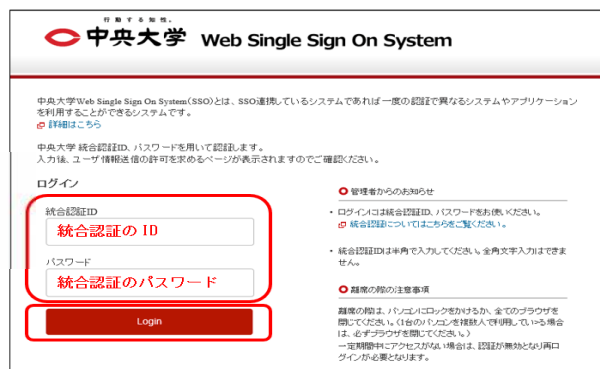 行動する知性。
中央大学 Web Single Sign On System
中央大学Web Single Sign On System(SSO)とは、SSO連携しているシステムであれば一度の認証で異なるシステムやアプリケーション
を利用することができるシステムです。
詳細はこちら
中央大学 統合認証ID、パスワードを用いて認証します。
入力後、ユーザ情報送信の許可を求めるページが表示されますのでご確認ください。
ログイン
統合認証ID
統合認証の ID
パスワード
統合認証のパスワード
Login
管理者からのお知らせ
・ログインには統合認証ID、パスワードをお使いください。
統合認証についてはこちらをご覧ください。
・統合認証IDは半角で入力してください。全角文字入力はできま
せん。
離席の際の注意事項
離席の際は、パソコンにロックをかけるか、全てのブラウザを
閉じてください。(1台のパソコンを複数人で利用している場合
は、必ずブラウザを閉じてください。)
一定期間中にアクセスがない場合は、認証が無効となり再ロ
グインが必要となります。